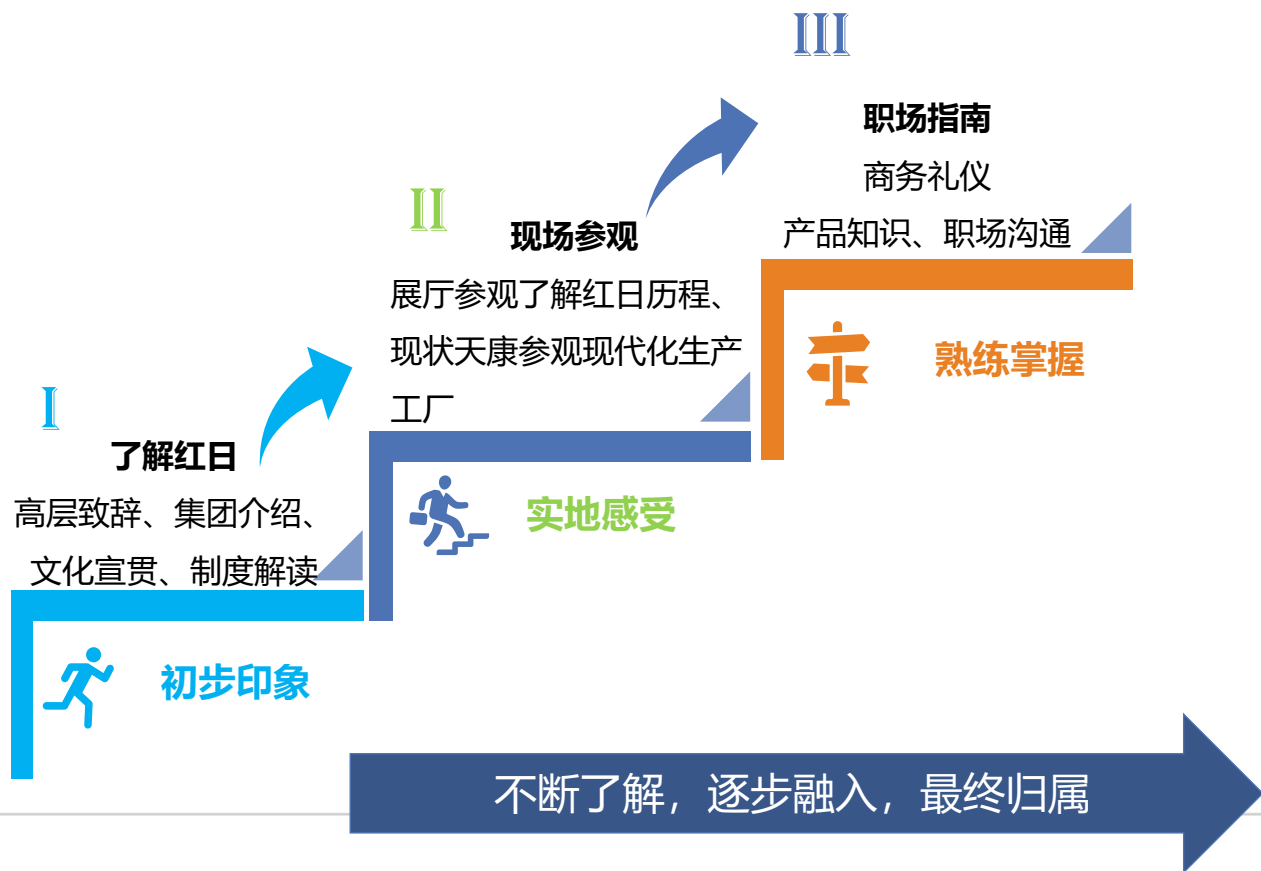 I
了解红日
高层致辞、集团介绍、
文化宣贯、制度解读
初步印象
II
现场参观
展厅参观了解红日历程、
现状天康参观现代化生产
工厂
实地感受
III
职场指南
商务礼仪
产品知识、职场沟通
熟练掌握
不断了解，逐步融入，最终归属